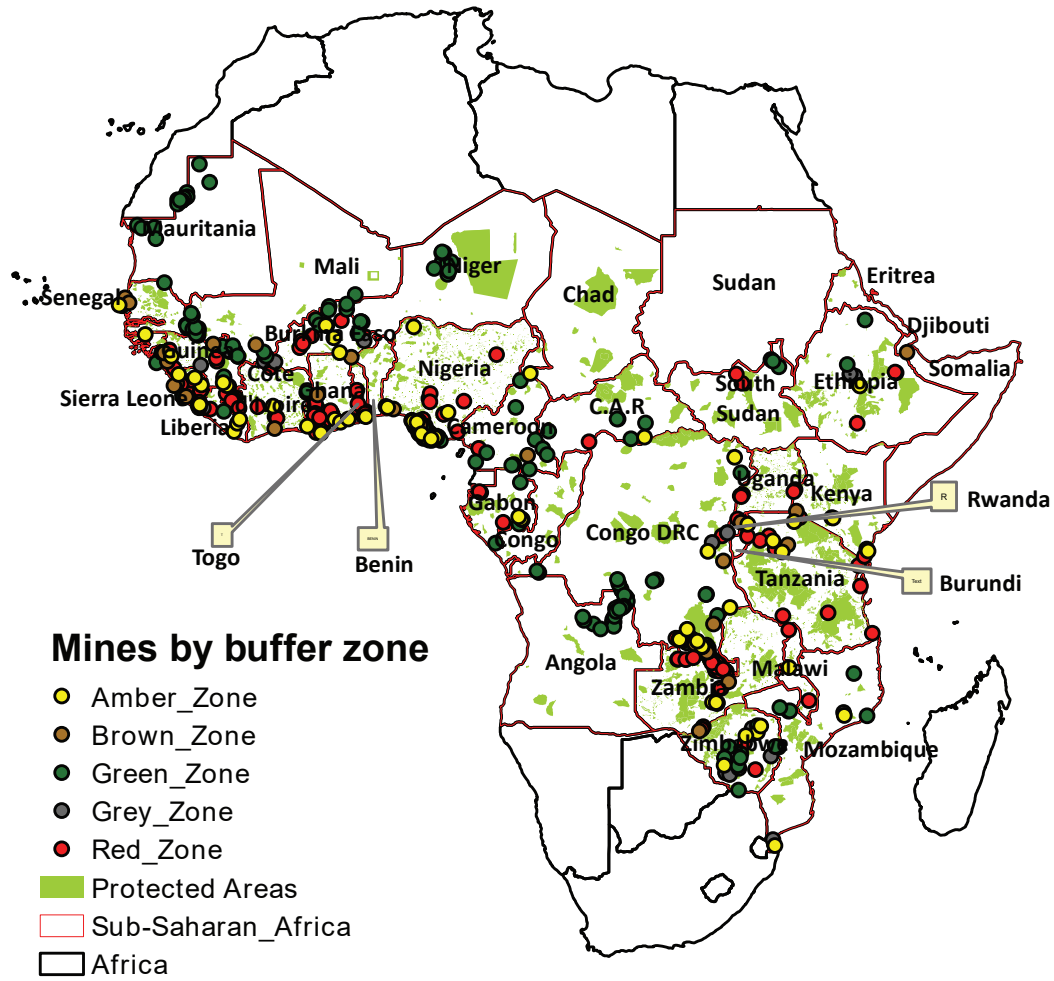 Mauritania
Mali
Niger
Chad
Sudan
Eritrea
Senegal
Burkina Faso
Djibouti
Guinea
Nigeria
Ethiopia
Somalia
Cote
Ghana
South
Sierra Leone
Ivoire
C.A.R
Sudan
Liberia
Cameroon
Uganda
Kenya
R
Rwanda
Gabon
Congo
Congo DRC
Togo
Benin
Tanzania
Text
Burundi
Mines by buffer zone
Angola
Malawi
Zambia
Amber_Zone
Brown_Zone
Zimbabwe
Mozambique
Green_Zone
Grey_Zone
Red_Zone
Protected Areas
Sub-Saharan_Africa
Africa